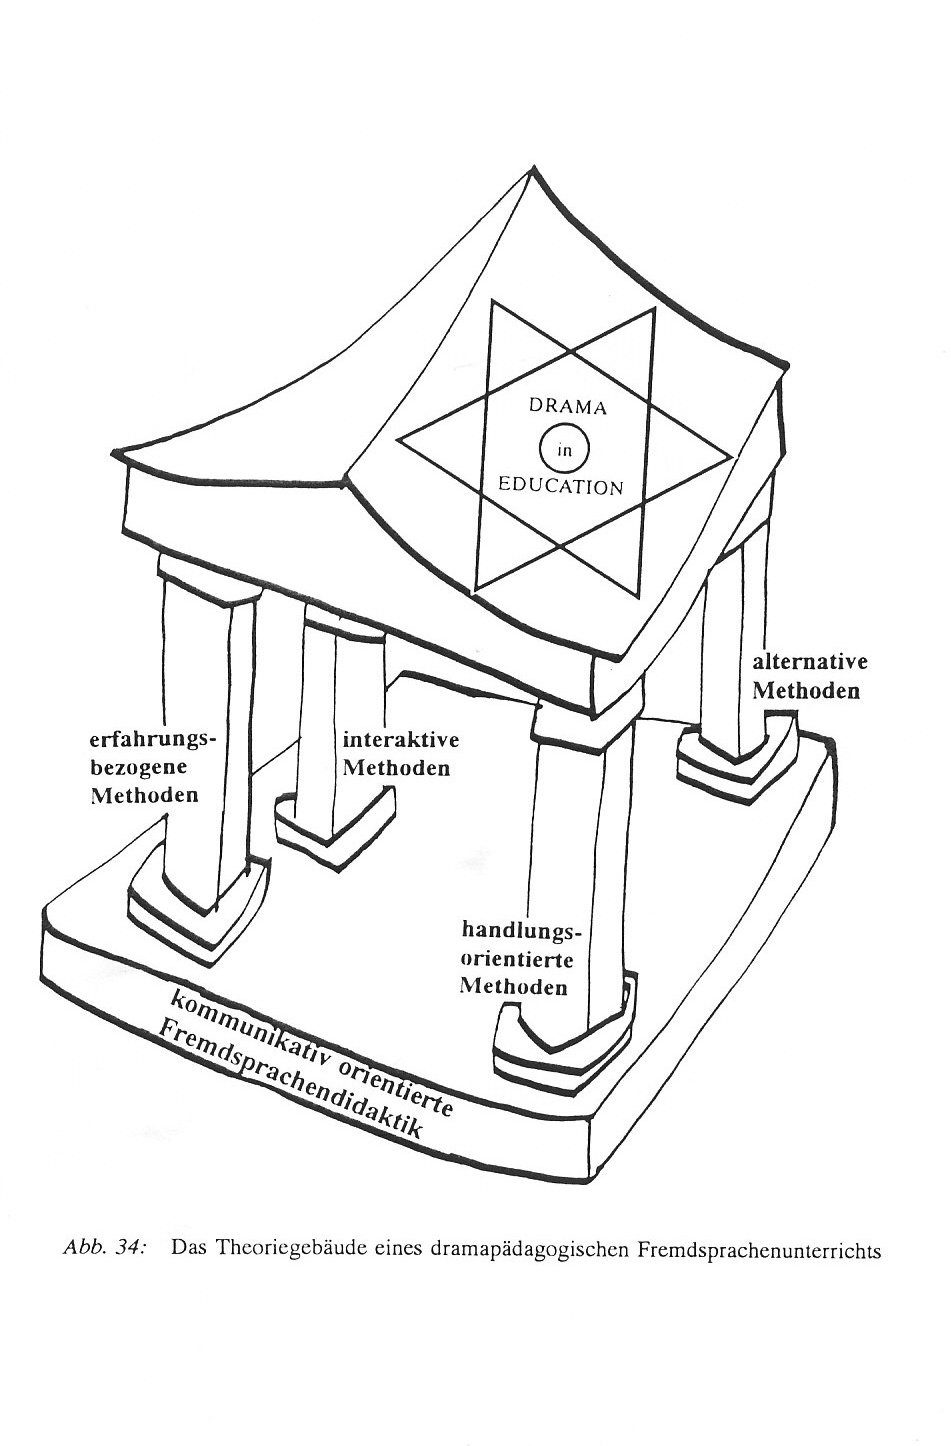 DRAMA
in
EDUCATION
alternative
Methoden
erfahrungs-
bezogene
Methoden
interaktive
Methoden
handlungs-
orientierte
Methoden
kommunikativ orientierte
Fremdsprachendidaktik
Abb. 34: Das Theoriegebäude eines dramapädagogischen Fremdsprachenunterrichts